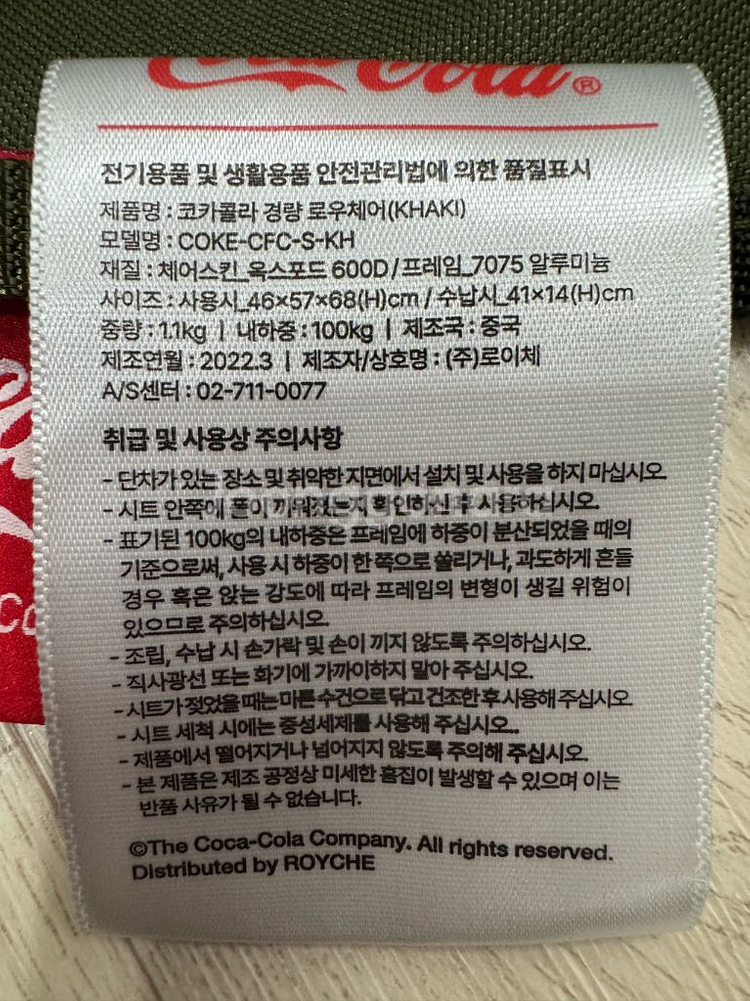 Coca-Cola®
전기용품 및 생활용품 안전관리법에 의한 품질표시
제품명 : 코카콜라 경량 로우체어(KHAKI)
모델명 : COKE-CFC-S-KH
재질 : 체어스킨_옥스포드 600D / 프레임_7075 알루미늄
사이즈 : 사용시_46×57×68(H)cm / 수납시_41×14(H)cm
중량 : 1.1kg | 내하중 : 100kg | 제조국 : 중국
제조연월 : 2022.3 | 제조자/상호명 : (주)로이체
A/S센터 : 02-711-0077
취급 및 사용상 주의사항
- 단차가 있는 장소 및 취약한 지면에서 설치 및 사용을 하지 마십시오.
- 시트 안쪽에 폴이 끼워졌는지 확인하신 후 사용하십시오.
- 표기된 100kg의 내하중은 프레임에 하중이 분산되었을 때의
기준으로써, 사용 시 하중이 한 쪽으로 쏠리거나, 과도하게 흔들
경우 혹은 앉는 강도에 따라 프레임의 변형이 생길 위험이
있으므로 주의하십시오.
- 조립, 수납 시 손가락 및 손이 끼지 않도록 주의하십시오.
- 직사광선 또는 화기에 가까이하지 말아 주십시오.
- 시트가 젖었을 때는 마른 수건으로 닦고 건조한 후 사용해 주십시오.
- 시트 세척 시에는 중성세제를 사용해 주십시오..
- 제품에서 떨어지거나 넘어지지 않도록 주의해 주십시오.
- 본 제품은 제조 공정상 미세한 흠집이 발생할 수 있으며 이는
반품 사유가 될 수 없습니다.
©The Coca-Cola Company. All rights reserved.
Distributed by ROYCHE